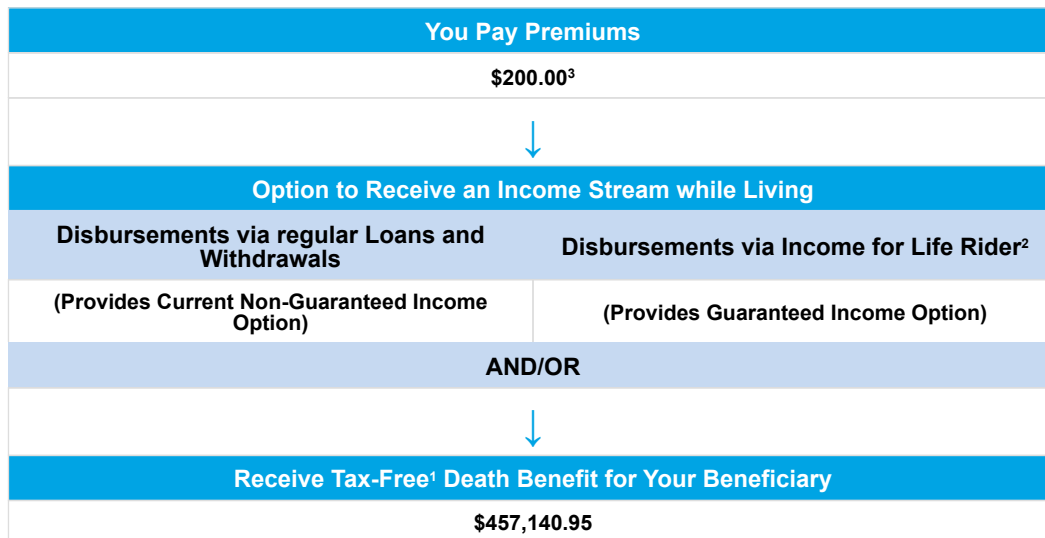 You Pay Premiums
$200.00³
↓
Option to Receive an Income Stream while Living
Disbursements via regular Loans and
Withdrawals
Disbursements via Income for Life Rider²
(Provides Current Non-Guaranteed Income
Option)
(Provides Guaranteed Income Option)
AND/OR
↓
Receive Tax-Free¹ Death Benefit for Your Beneficiary
$457,140.95